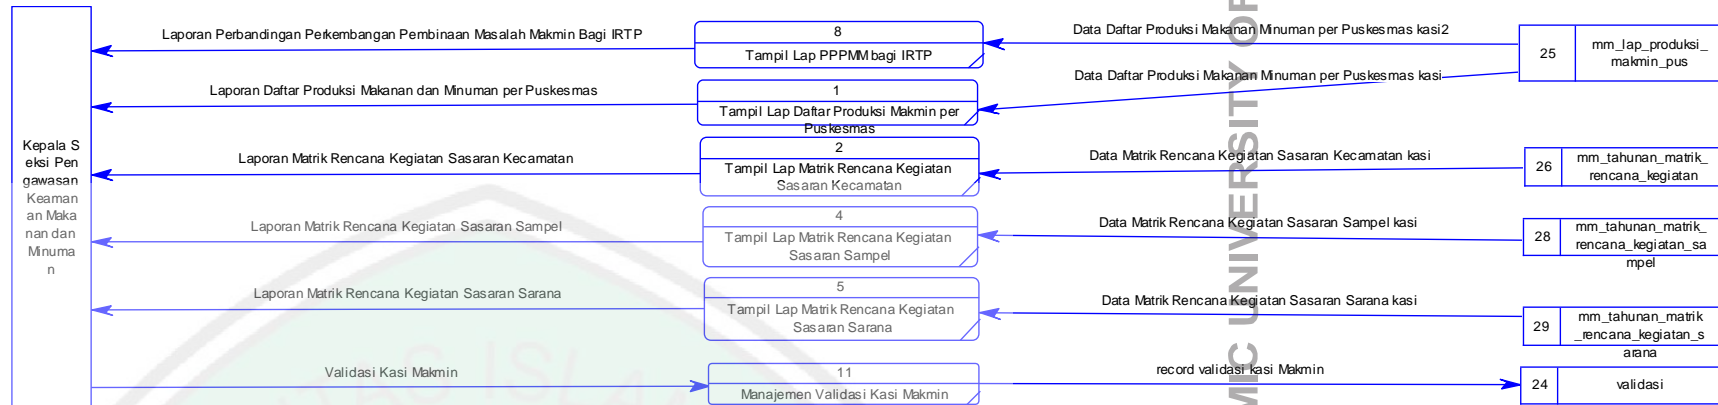 Kepala S
eksi Pen
gawasan
Keaman
an Maka
nan dan
Minuma
n
Laporan Perbandingan Perkembangan Pembinaan Masalah Makmin Bagi IRTP
8
Tampil Lap PPPMM bagi IRTP
Data Daftar Produksi Makanan Minuman per Puskesmas kasi2
25
mm_lap_produksi_
makmin_pus
Data Daftar Produksi Makanan Minuman per Puskesmas kasi
Laporan Daftar Produksi Makanan dan Minuman per Puskesmas
1
Tampil Lap Daftar Produksi Makmin per
Puskesmas
Laporan Matrik Rencana Kegiatan Sasaran Kecamatan
2
Tampil Lap Matrik Rencana Kegiatan
Sasaran Kecamatan
Data Matrik Rencana Kegiatan Sasaran Kecamatan kasi
26
mm_tahunan_matrik_
rencana_kegiatan
Laporan Matrik Rencana Kegiatan Sasaran Sampel
4
Tampil Lap Matrik Rencana Kegiatan
Sasaran Sampel
Data Matrik Rencana Kegiatan Sasaran Sampel kasi
28
mm_tahunan_matrik_
rencana_kegiatan_sa
mpel
Laporan Matrik Rencana Kegiatan Sasaran Sarana
5
Tampil Lap Matrik Rencana Kegiatan
Sasaran Sarana
Data Matrik Rencana Kegiatan Sasaran Sarana kasi
29
mm_tahunan_matrik
_rencana_kegiatan_s
arana
Validasi Kasi Makmin
11
Manajemen Validasi Kasi Makmin
record validasi kasi Makmin
24
validasi
UNIVERSITY OF